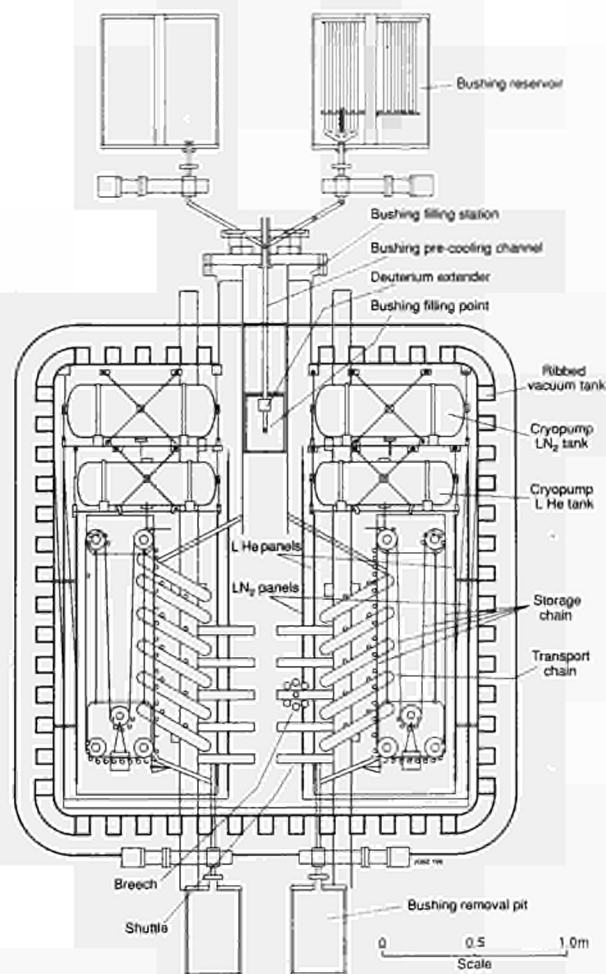 Bushing reservoir
Bushing filling station
Bushing pre-cooling channel
Deuterium extender
Bushing filling point
Ribbed
vacuum tank
Cryopump
LN₂ tank
Cryopump
L He tank
L He panels
LN₂ panels
Storage
chain
Transport
chain
Breech
Shuttle
Bushing removal pit
0 0.5 1.0m
Scale